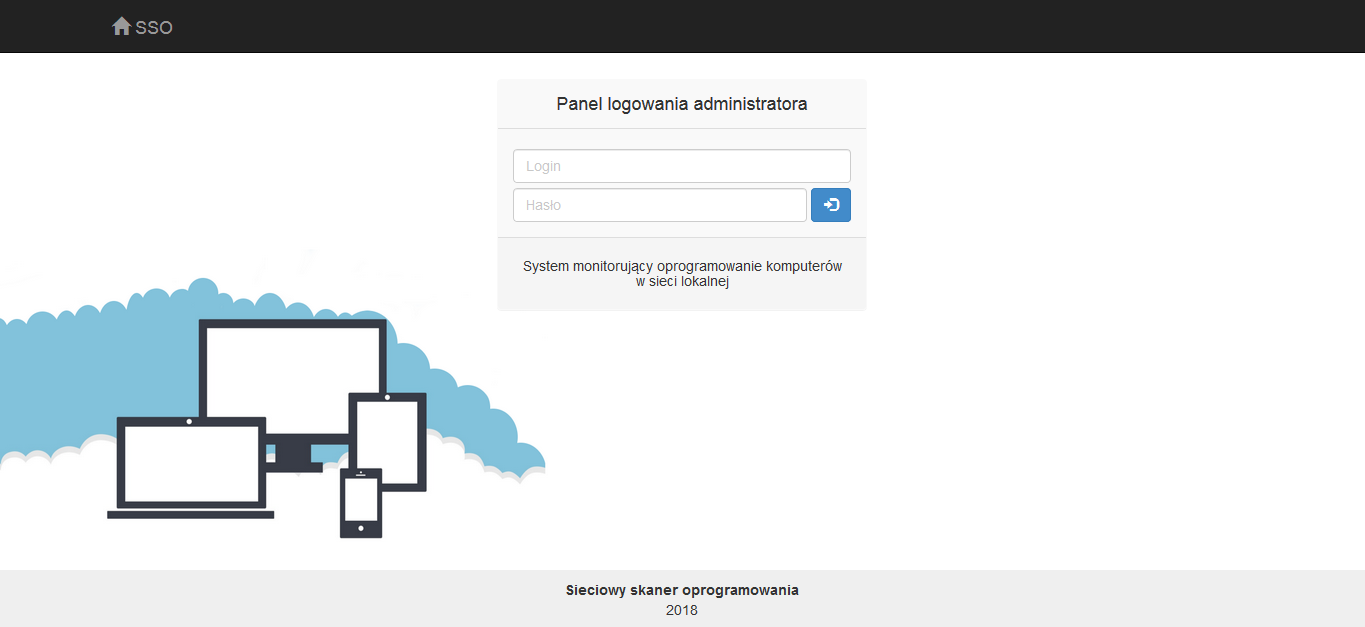 SSO
Panel logowania administratora
Login
Hasło
System monitorujący oprogramowanie komputerów
w sieci lokalnej
Sieciowy skaner oprogramowania
2018